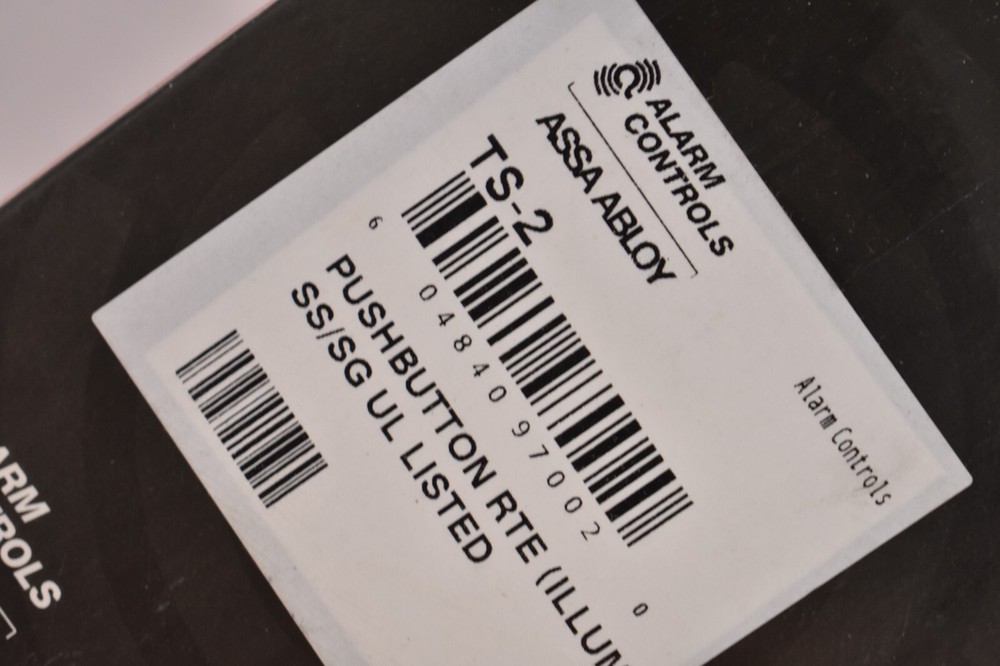 ALARM
CONTROLS
ASSA ABLOY
TS-2
6 04840 97002 0
PUSHBUTTON RTE (ILLUM
SS/SG UL LISTED
Alarm Controls
ARM
ROLS